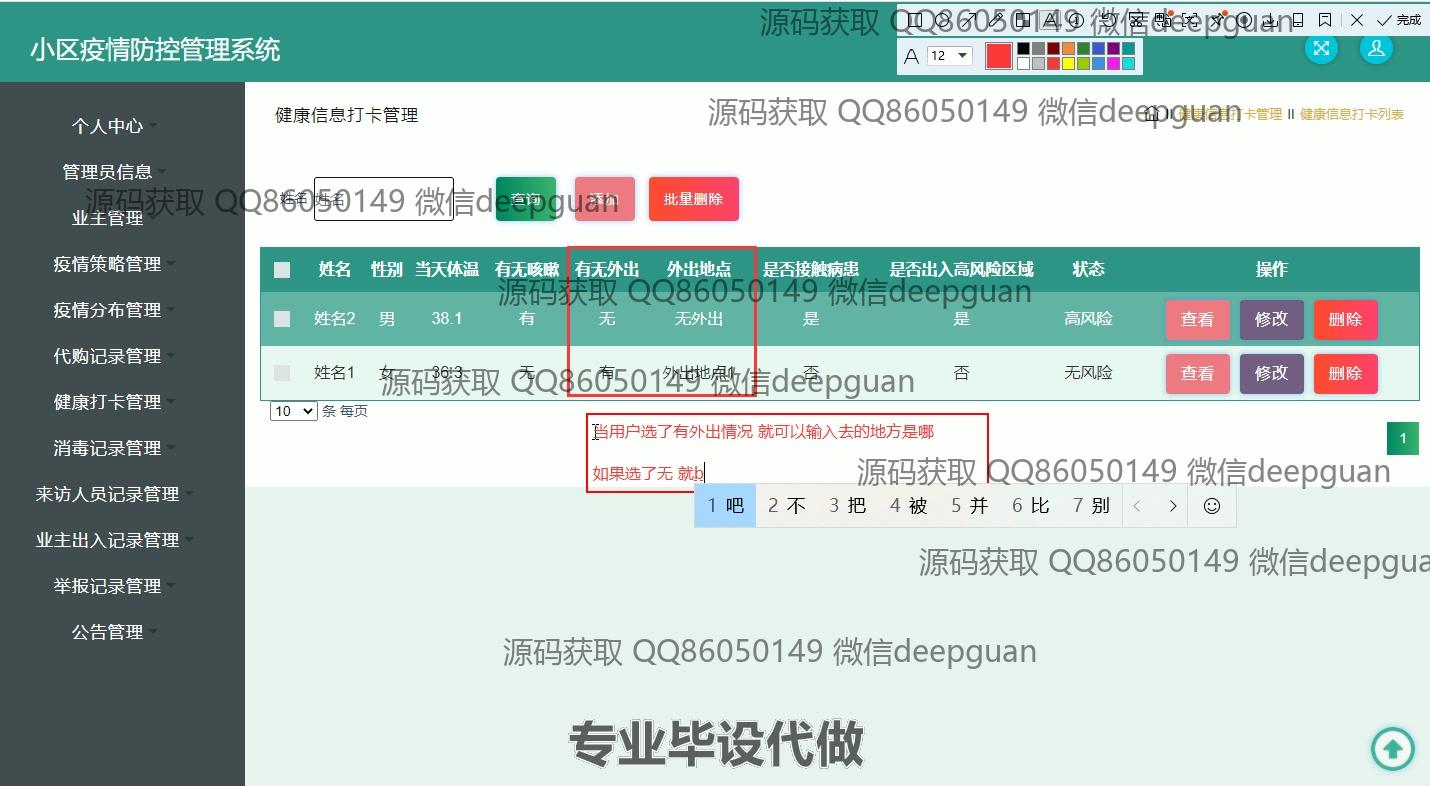 源码获取 QQ86050149 微信deepguan
完成
小区疫情防控管理系统
A 12
个人中心
管理员信息
业主管理
疫情策略管理
疫情分布管理
代购记录管理
健康打卡管理
消毒记录管理
来访人员记录管理
业主出入记录管理
举报记录管理
公告管理
健康信息打卡管理
源码获取 QQ86050149 微信deepguan
健康信息打卡管理 健康信息打卡列表
姓名 姓名 查询 添加 批量删除
源码获取 QQ86050149 微信deepguan
姓名 性别 当天体温 有无咳嗽 有无外出 外出地点 是否接触病患 是否出入高风险区域 状态 操作
源码获取 QQ86050149 微信deepguan
姓名2 男 38.1 有 无 无外出 是 是 高风险 查看 修改 删除
姓名1 女 36.3 无 有 外出地点1 否 否 无风险 查看 修改 删除
源码获取 QQ86050149 微信deepguan
10 条 每页
1
当用户选了有外出情况 就可以输入去的地方是哪
如果选了无 就b
源码获取 QQ86050149 微信deepguan
1 吧 2 不 3 把 4 被 5 并 6 比 7 别
源码获取 QQ86050149 微信deepgua
源码获取 QQ86050149 微信deepguan
专业毕设代做